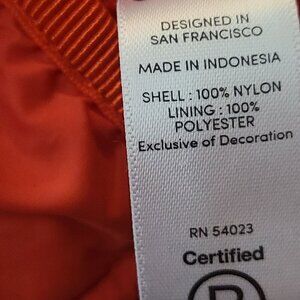 DESIGNED IN
SAN FRANCISCO
MADE IN INDONESIA
SHELL : 100% NYLON
LINING : 100%
POLYESTER
Exclusive of Decoration
RN 54023
Certified
B